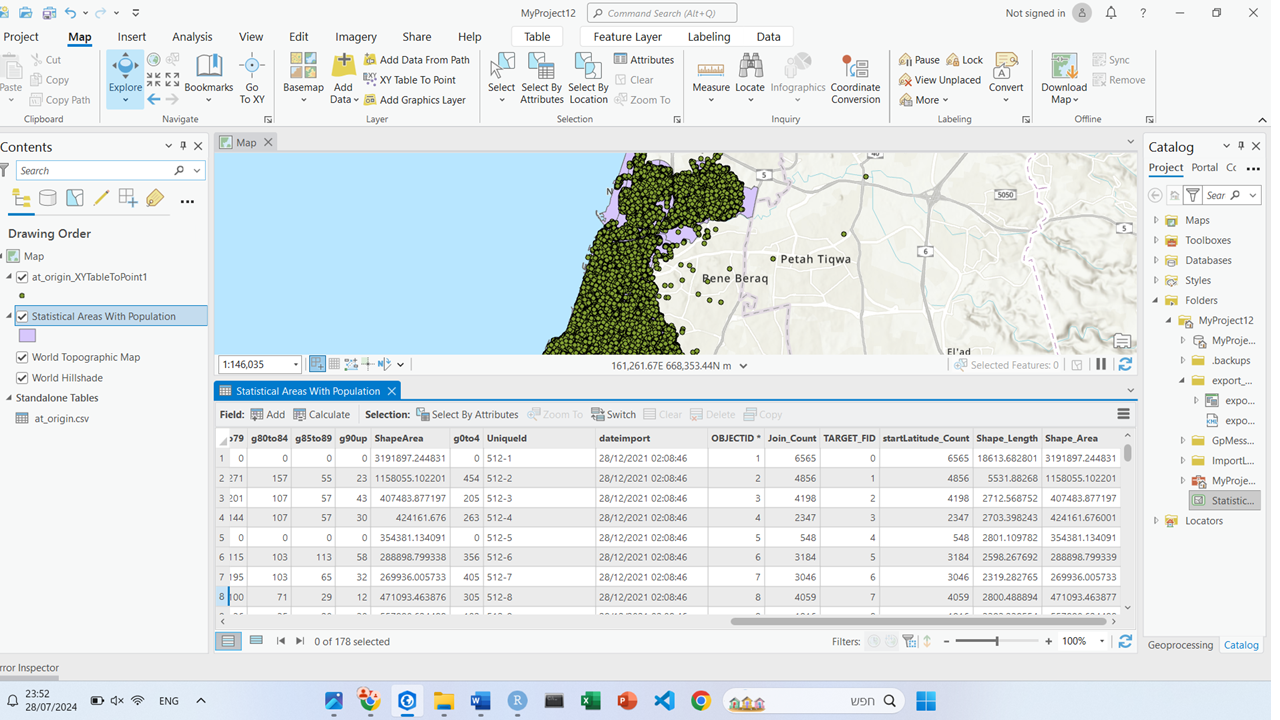 MyProject12
Command Search (Alt+Q)
Not signed in
Project Map Insert Analysis View Edit Imagery Share Help Table Feature Layer Labeling Data
Paste
Cut
Copy
Copy Path
Clipboard
Explore
Bookmarks
Go To XY
Navigate
Basemap
Add Data
Add Data From Path
XY Table To Point
Add Graphics Layer
Layer
Select
Select By Attributes
Select By Location
Attributes
Clear
Zoom To
Selection
Measure
Locate
Infographics
Coordinate Conversion
Inquiry
Pause
Lock
View Unplaced
More
Convert
Labeling
Download Map
Sync
Remove
Offline
Contents
Search
Drawing Order
Map
at_origin_XYTableToPoint1
Statistical Areas With Population
World Topographic Map
World Hillshade
Standalone Tables
at_origin.csv
Map
40
5
5050
5
6
Petah Tiqwa
Bene Beraq
El'ad
1:146,035
161,261.67E 668,353.44N m
Selected Features: 0
Statistical Areas With Population
Field: Add Calculate Selection: Select By Attributes Zoom To Switch Clear Delete Copy
g80to84 g85to89 g90up ShapeArea g0to4 UniqueId dateimport OBJECTID * Join_Count TARGET_FID startLatitude_Count Shape_Length Shape_Area
1 0 0 0 0 3191897.244831 0 512-1 28/12/2021 02:08:46 1 6565 0 6565 18613.682801 3191897.244831
2 271 157 55 23 1158055.102201 454 512-2 28/12/2021 02:08:46 2 4856 1 4856 5531.88268 1158055.102201
3 201 107 57 43 407483.877197 205 512-3 28/12/2021 02:08:46 3 4198 2 4198 2712.568752 407483.877197
4 144 107 57 30 424161.676 263 512-4 28/12/2021 02:08:46 4 2347 3 2347 2703.398243 424161.676001
5 0 0 0 0 354381.134091 0 512-5 28/12/2021 02:08:46 5 548 4 548 2801.109782 354381.134091
6 115 103 113 58 288898.799338 356 512-6 28/12/2021 02:08:46 6 3184 5 3184 2598.267692 288898.799339
7 195 103 65 32 269936.005733 405 512-7 28/12/2021 02:08:46 7 3046 6 3046 2319.282765 269936.005733
8 100 71 29 12 471093.463876 305 512-8 28/12/2021 02:08:46 8 4059 7 4059 2800.488894 471093.463877
0 of 178 selected
Filters:
100%
Catalog
Project Portal
Sear
Maps
Toolboxes
Databases
Styles
Folders
MyProject12
MyProje...
.backups
export_...
expo...
expo...
GpMess...
ImportL...
MyProje...
Statistic...
Locators
Geoprocessing Catalog
rror Inspector
23:52
28/07/2024
ENG
חפש